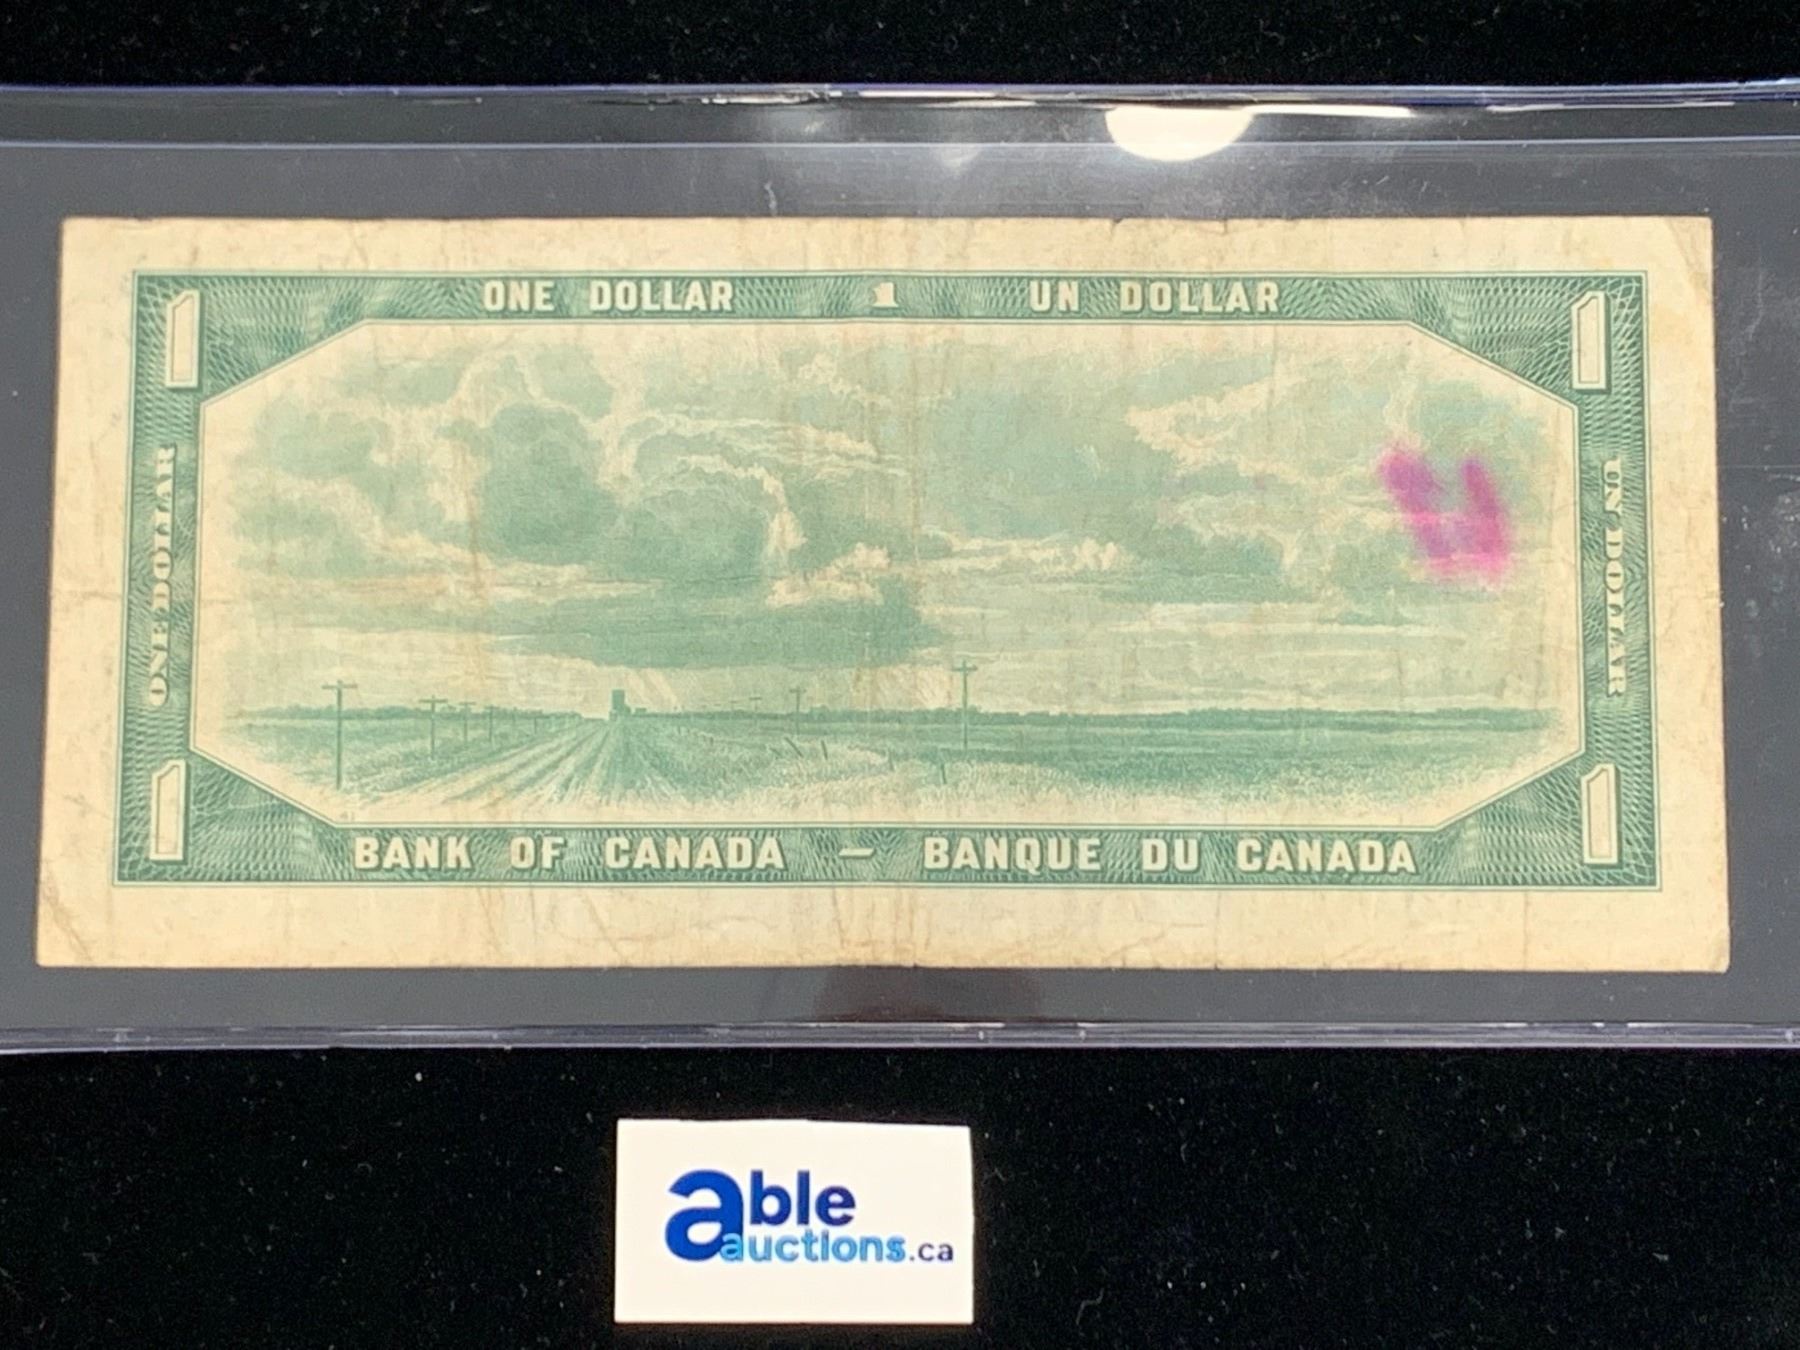 ONE DOLLAR 1 UN DOLLAR
1
1
ONE DOLLAR
UN DOLLAR
1
1
BANK OF CANADA – BANQUE DU CANADA
able
auctions.ca